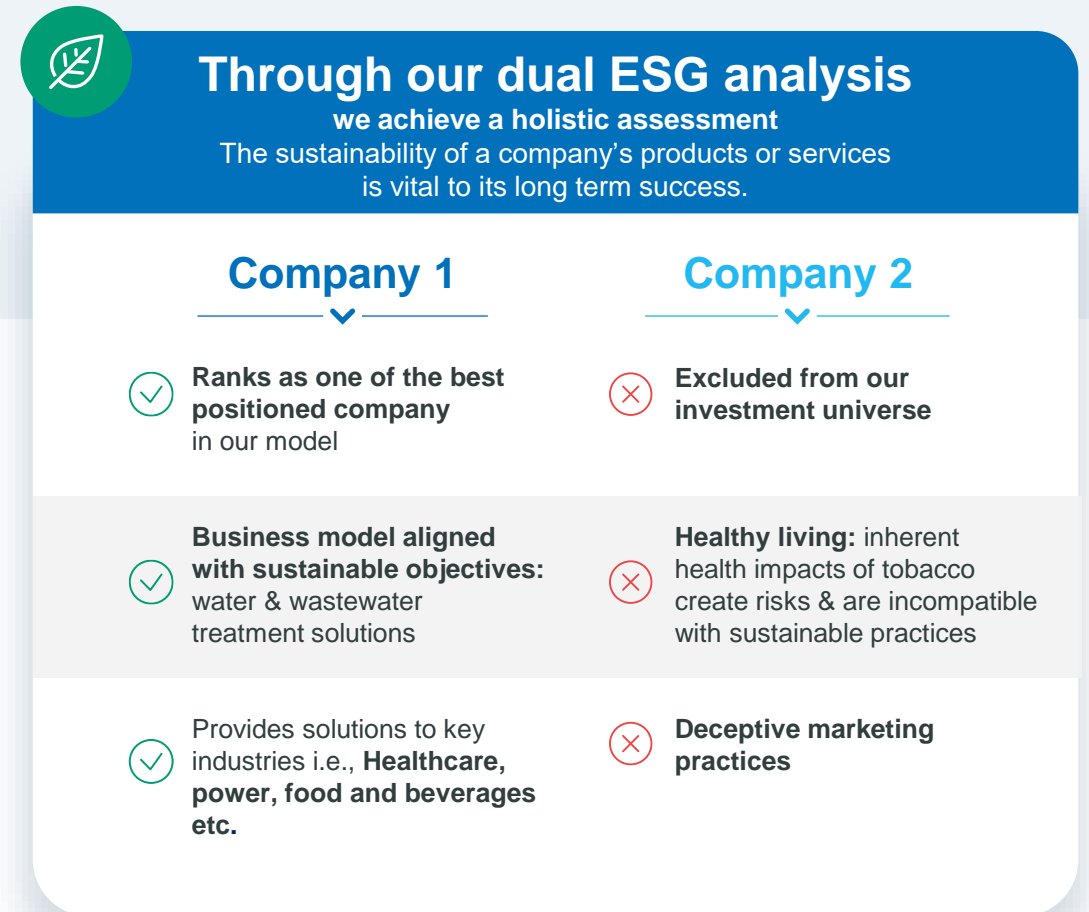 Through our dual ESG analysis
we achieve a holistic assessment
The sustainability of a company's products or services
is vital to its long term success.
Company 1
Ranks as one of the best
positioned company
in our model
Business model aligned
with sustainable objectives:
water & wastewater
treatment solutions
Provides solutions to key
industries i.e., Healthcare,
power, food and beverages
etc.
Company 2
Excluded from our
investment universe
Healthy living: inherent
health impacts of tobacco
create risks & are incompatible
with sustainable practices
Deceptive marketing
practices